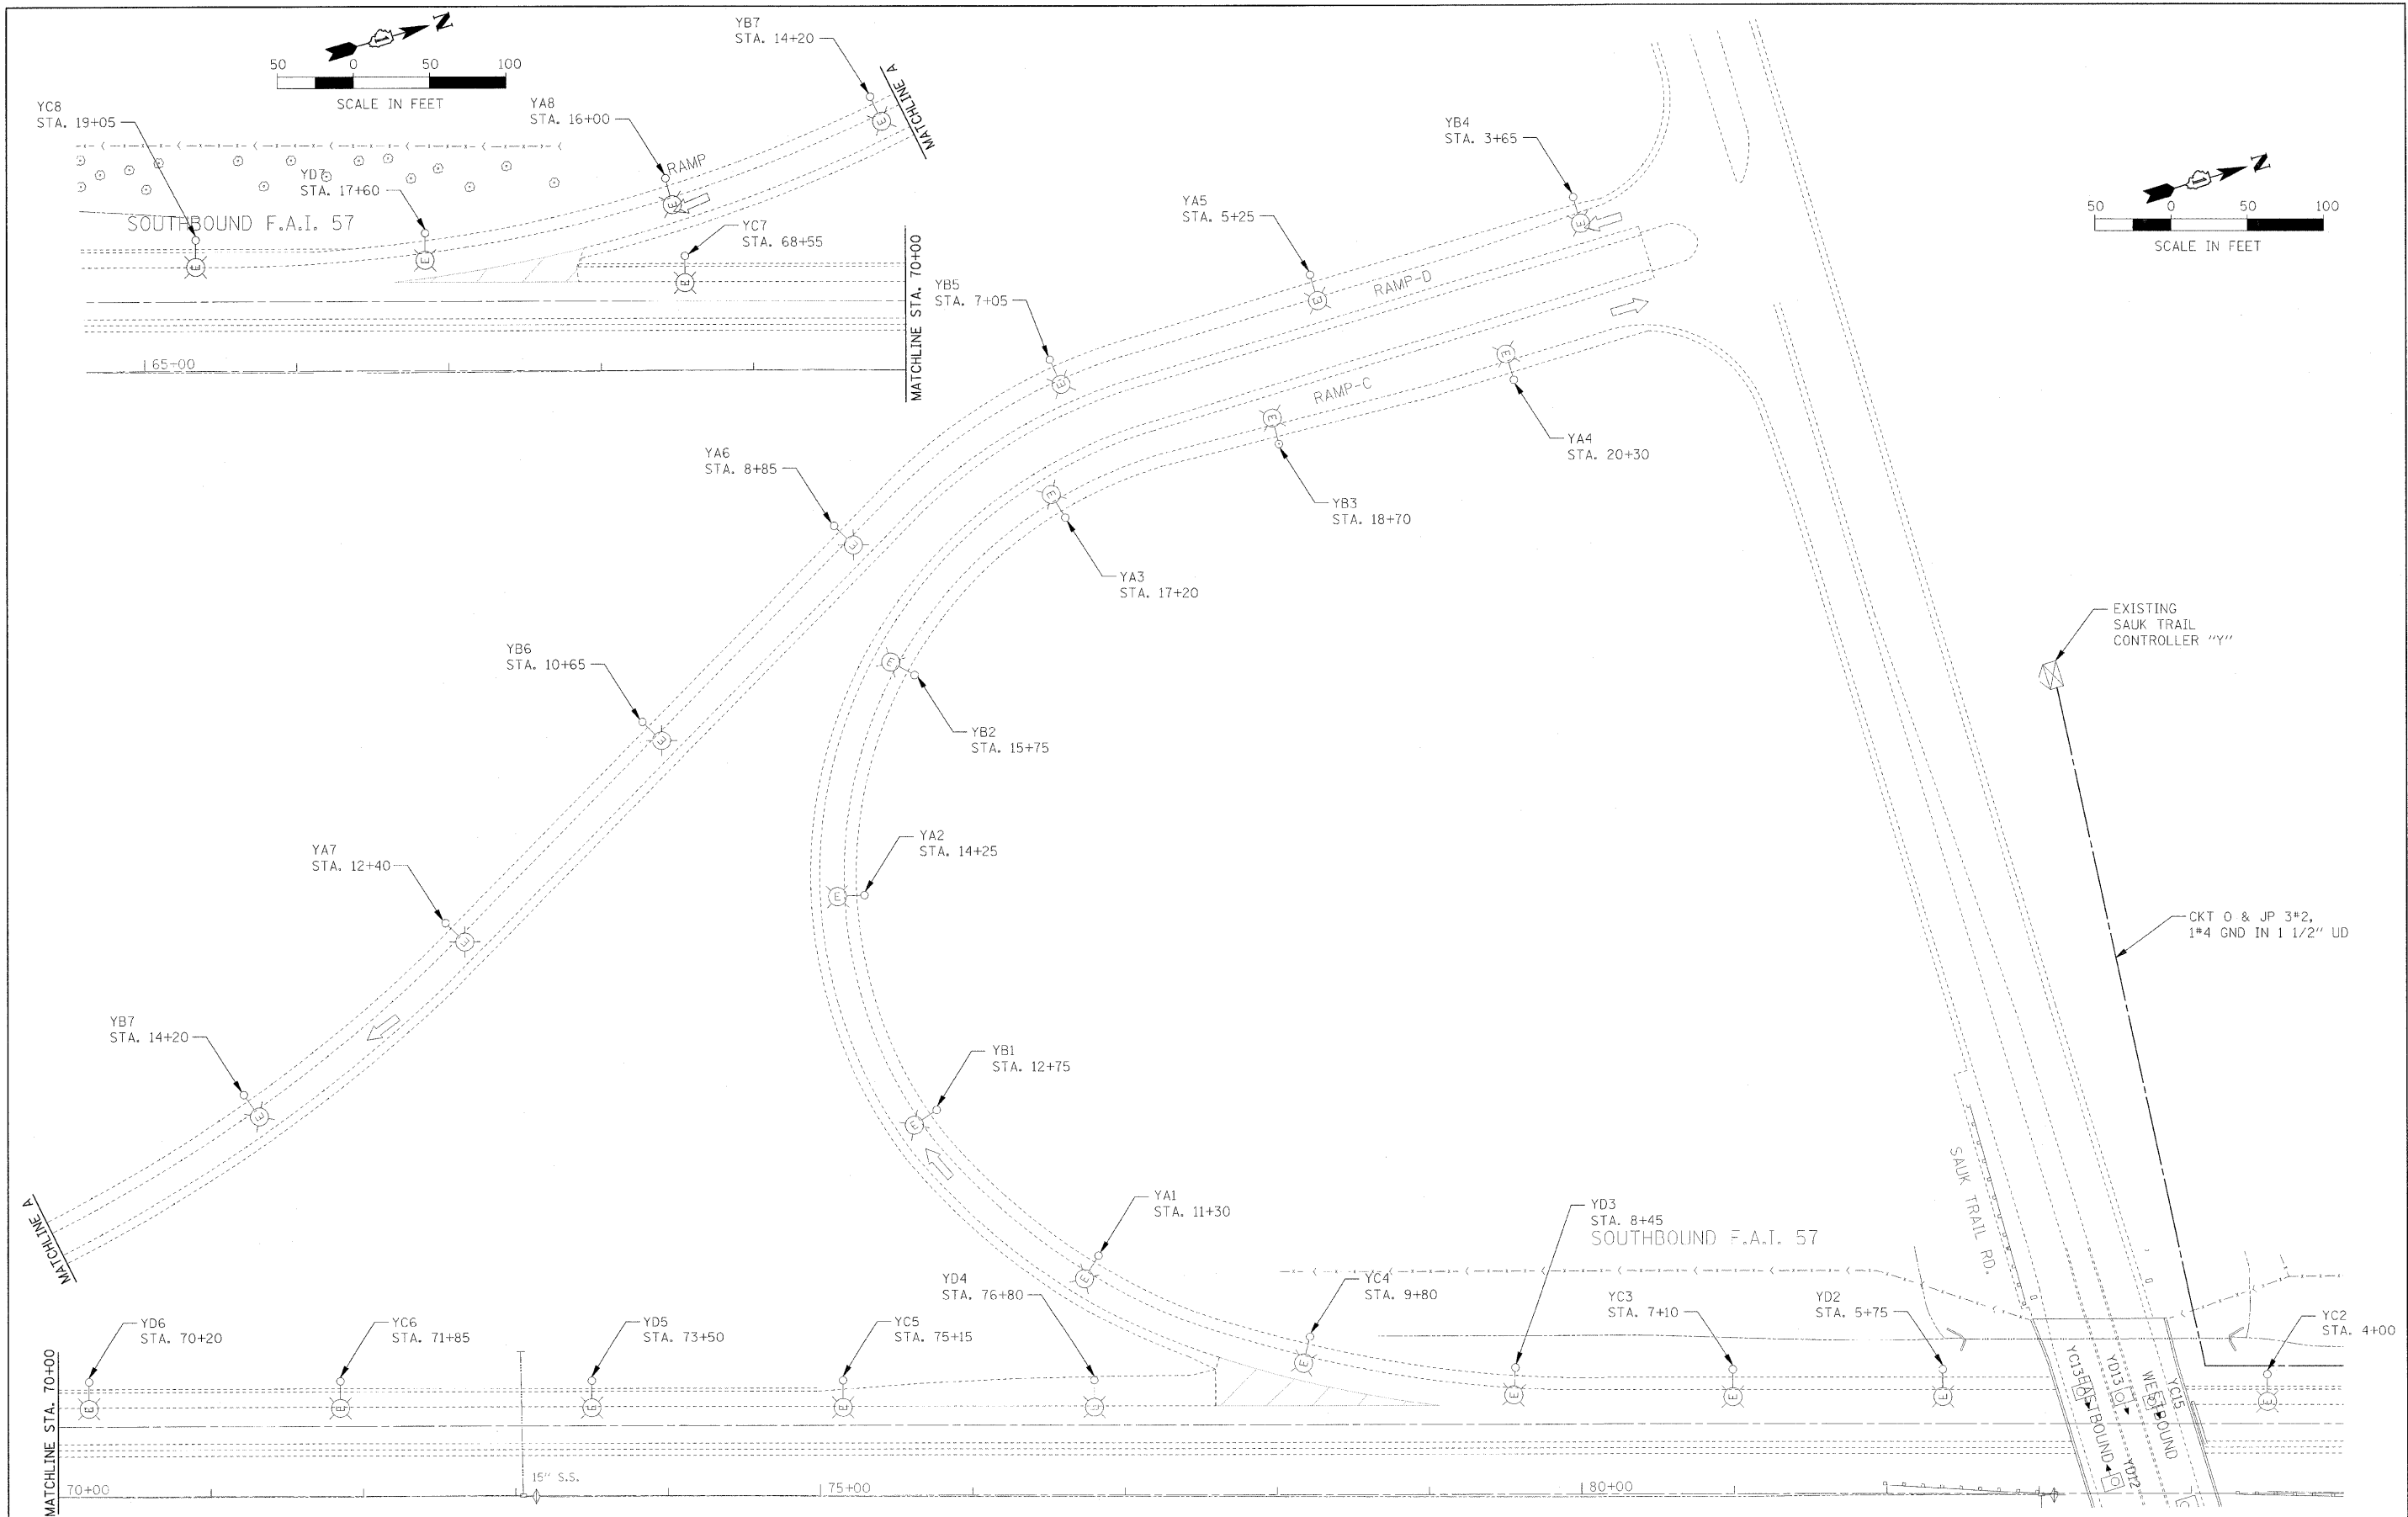 N
50 0 50 100
SCALE IN FEET
YB7
STA. 14+20
MATCHLINE A
YC8
STA. 19+05
YA8
STA. 16+00
RAMP
YD7
STA. 17+60
SOUTHBOUND F.A.I. 57
YC7
STA. 68+55
MATCHLINE STA. 70+00
65+00
YB4
STA. 3+65
N
50 0 50 100
SCALE IN FEET
YA5
STA. 5+25
RAMP-D
YB5
STA. 7+05
RAMP-C
YA4
STA. 20+30
YA6
STA. 8+85
YB3
STA. 18+70
YA3
STA. 17+20
EXISTING
SAUK TRAIL
CONTROLLER "Y"
YB6
STA. 10+65
YB2
STA. 15+75
YA2
STA. 14+25
YA7
STA. 12+40
CKT O & JP 3#2,
1#4 GND IN 1 1/2" UD
YB7
STA. 14+20
YB1
STA. 12+75
MATCHLINE A
YA1
STA. 11+30
YD3
STA. 8+45
SOUTHBOUND F.A.I. 57
SAUK TRAIL RD.
YD4
STA. 76+80
YC4
STA. 9+80
YC3
STA. 7+10
YD2
STA. 5+75
YC2
STA. 4+00
YD6
STA. 70+20
YC6
STA. 71+85
YD5
STA. 73+50
YC5
STA. 75+15
YC13
EASTBOUND
YD13
WESTBOUND
YC15
YD12
MATCHLINE STA. 70+00
70+00
15" S.S.
75+00
80+00